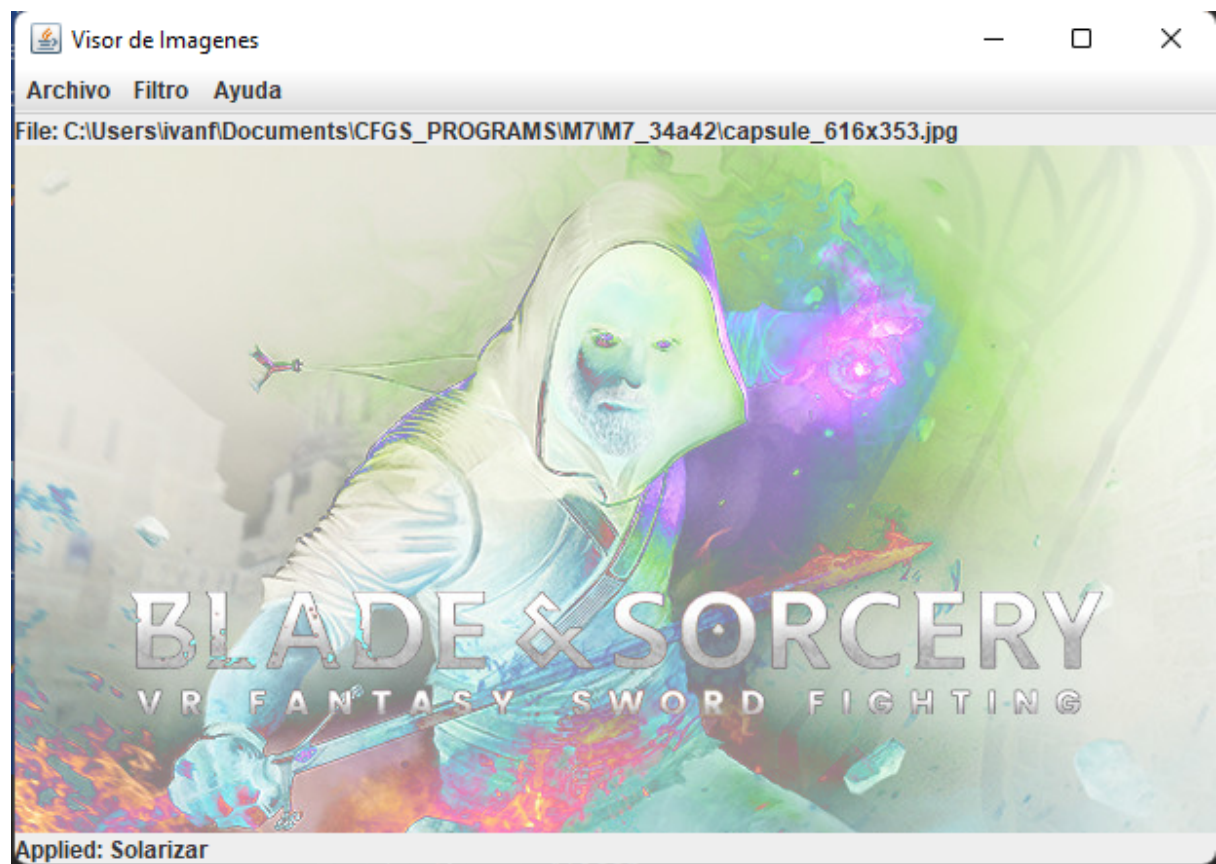 Visor de Imagenes
Archivo Filtro Ayuda
File: C:\Users\ivanf\Documents\CFGS_PROGRAMS\M7\M7_34a42\capsule_616x353.jpg
BLADE & SORCERY
VR FANTASY SWORD FIGHTING
Applied: Solarizar